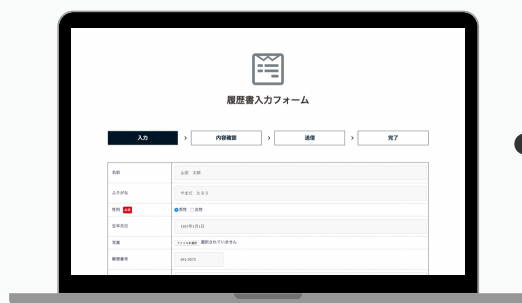 履歴書入力フォーム
入力 > 内容確認 > 送信 > 完了
名前 山田 太郎
ふりがな やまだ たろう
性別 必須 男性 女性
生年月日 1997年1月1日
写真 ファイルを選択 選択されていません
郵便番号